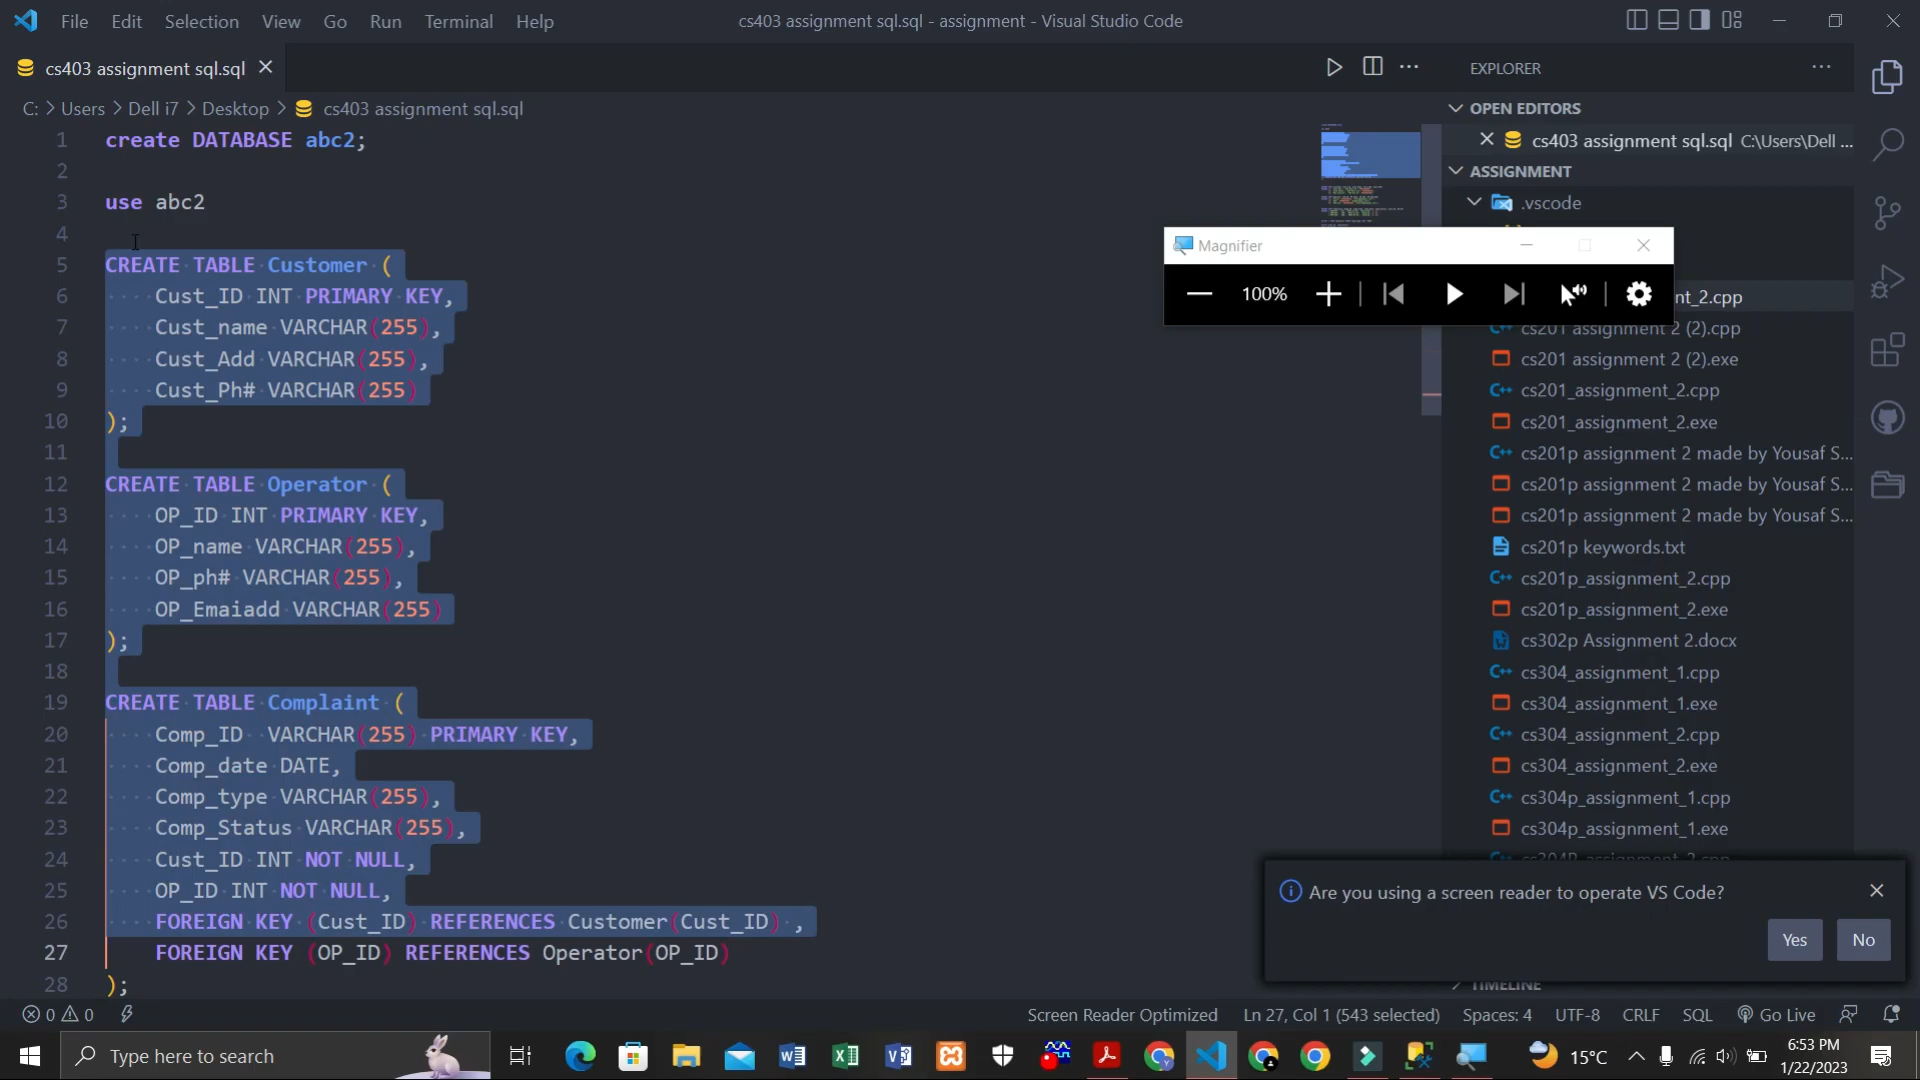 File Edit Selection View Go Run Terminal Help
cs403 assignment sql.sql - assignment - Visual Studio Code
cs403 assignment sql.sql
C: > Users > Dell i7 > Desktop > cs403 assignment sql.sql
1 create DATABASE abc2;
2
3 use abc2
4
5 CREATE TABLE Customer (
6 Cust_ID INT PRIMARY KEY,
7 Cust_name VARCHAR(255),
8 Cust_Add VARCHAR(255),
9 Cust_Ph# VARCHAR(255)
10 );
11
12 CREATE TABLE Operator (
13 OP_ID INT PRIMARY KEY,
14 OP_name VARCHAR(255),
15 OP_ph# VARCHAR(255),
16 OP_Emaiadd VARCHAR(255)
17 );
18
19 CREATE TABLE Complaint (
20 Comp_ID  VARCHAR(255) PRIMARY KEY,
21 Comp_date DATE,
22 Comp_type VARCHAR(255),
23 Comp_Status VARCHAR(255),
24 Cust_ID INT NOT NULL,
25 OP_ID INT NOT NULL,
26 FOREIGN KEY (Cust_ID) REFERENCES Customer(Cust_ID) ,
27 FOREIGN KEY (OP_ID) REFERENCES Operator(OP_ID)
28 );
EXPLORER
OPEN EDITORS
cs403 assignment sql.sql C:\Users\Dell ...
ASSIGNMENT
.vscode
Magnifier
100%
nt_2.cpp
cs201 assignment 2 (2).cpp
cs201 assignment 2 (2).exe
cs201_assignment_2.cpp
cs201_assignment_2.exe
cs201p assignment 2 made by Yousaf S...
cs201p assignment 2 made by Yousaf S...
cs201p assignment 2 made by Yousaf S...
cs201p keywords.txt
cs201p_assignment_2.cpp
cs201p_assignment_2.exe
cs302p Assignment 2.docx
cs304_assignment_1.cpp
cs304_assignment_1.exe
cs304_assignment_2.cpp
cs304_assignment_2.exe
cs304p_assignment_1.cpp
cs304p_assignment_1.exe
Are you using a screen reader to operate VS Code?
Yes No
TIMELINE
0 0
Screen Reader Optimized Ln 27, Col 1 (543 selected) Spaces: 4 UTF-8 CRLF SQL Go Live
Type here to search
15°C
6:53 PM
1/22/2023